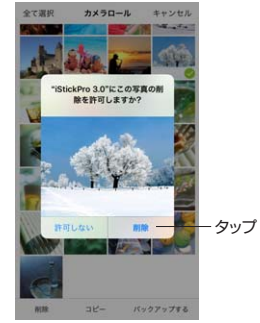 全て選択 カメラロール キャンセル
"iStickPro 3.0"にこの写真の削
除を許可しますか?
許可しない 削除
タップ
削除 コピー バックアップする